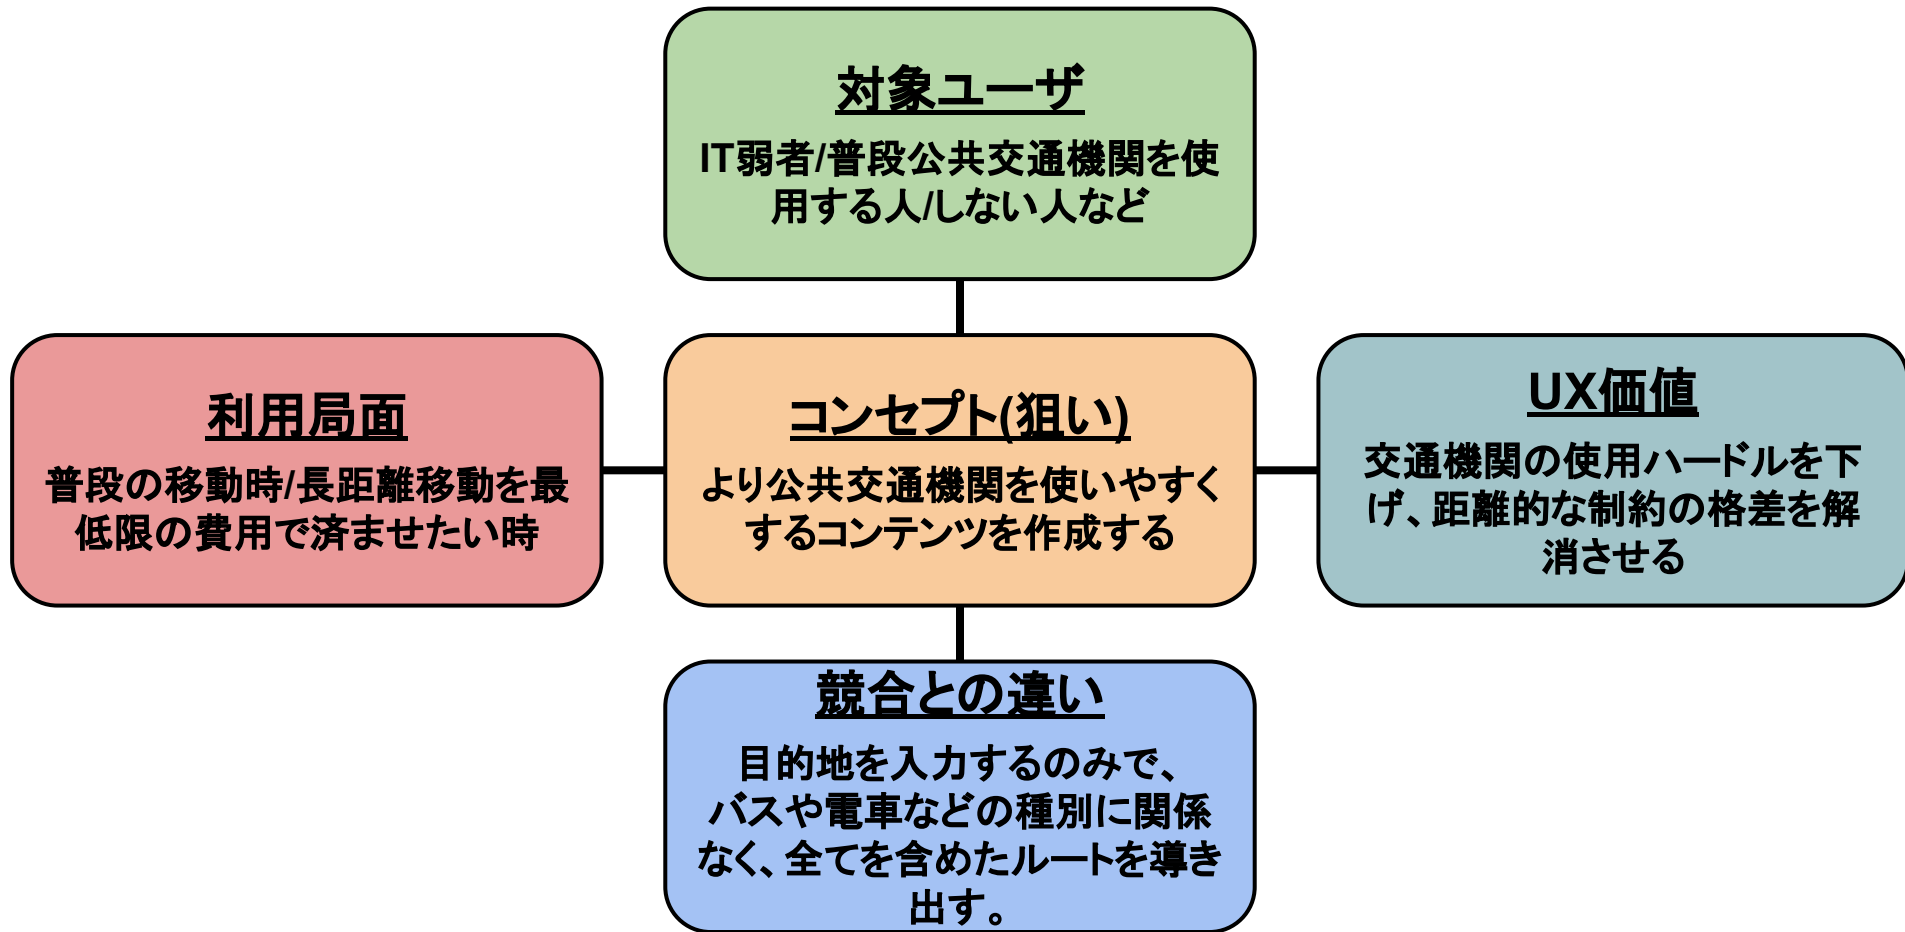 対象ユーザ
IT弱者/普段公共交通機関を使
用する人/しない人など
利用局面
普段の移動時/長距離移動を最
低限の費用で済ませたい時
コンセプト(狙い)
より公共交通機関を使いやすく
するコンテンツを作成する
UX価値
交通機関の使用ハードルを下
げ、距離的な制約の格差を解
消させる
競合との違い
目的地を入力するのみで、
バスや電車などの種別に関係
なく、全てを含めたルートを導き
出す。